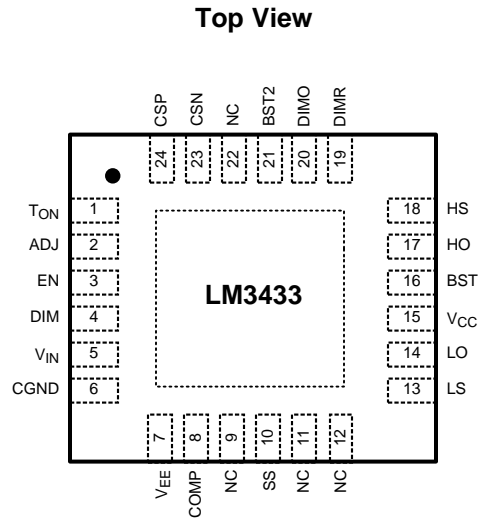 Top View
CSP
CSN
NC
BST2
DIMO
DIMR
24
23
22
21
20
19
TON 1
ADJ 2
EN 3
DIM 4
VIN 5
CGND 6
LM3433
18 HS
17 HO
16 BST
15 VCC
14 LO
13 LS
7
8
9
10
11
12
VEE
COMP
NC
SS
NC
NC